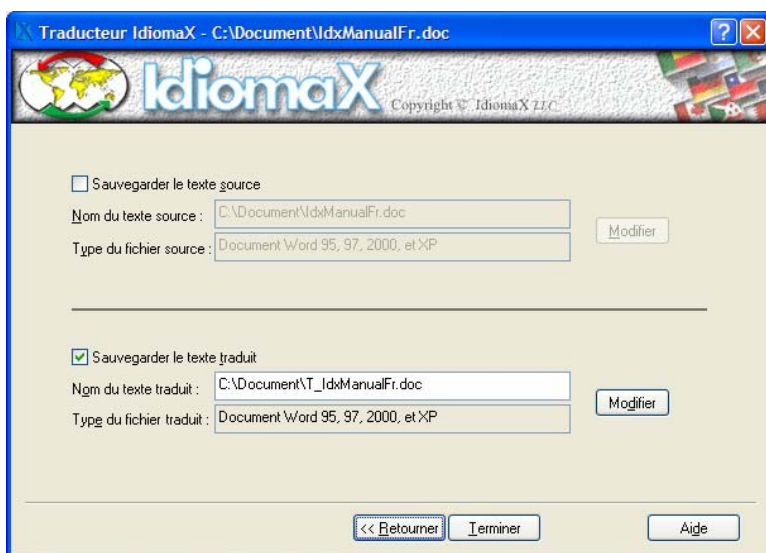 Traducteur IdiomaX - C:\Document\IdxManualFr.doc
IdiomaX Copyright © IdiomaX LLC
Sauvegarder le texte source
Nom du texte source : C:\Document\IdxManualFr.doc
Modifier
Type du fichier source : Document Word 95, 97, 2000, et XP
Sauvegarder le texte traduit
Nom du texte traduit : C:\Document\T_IdxManualFr.doc
Modifier
Type du fichier traduit : Document Word 95, 97, 2000, et XP
<< Retourner Terminer Aide